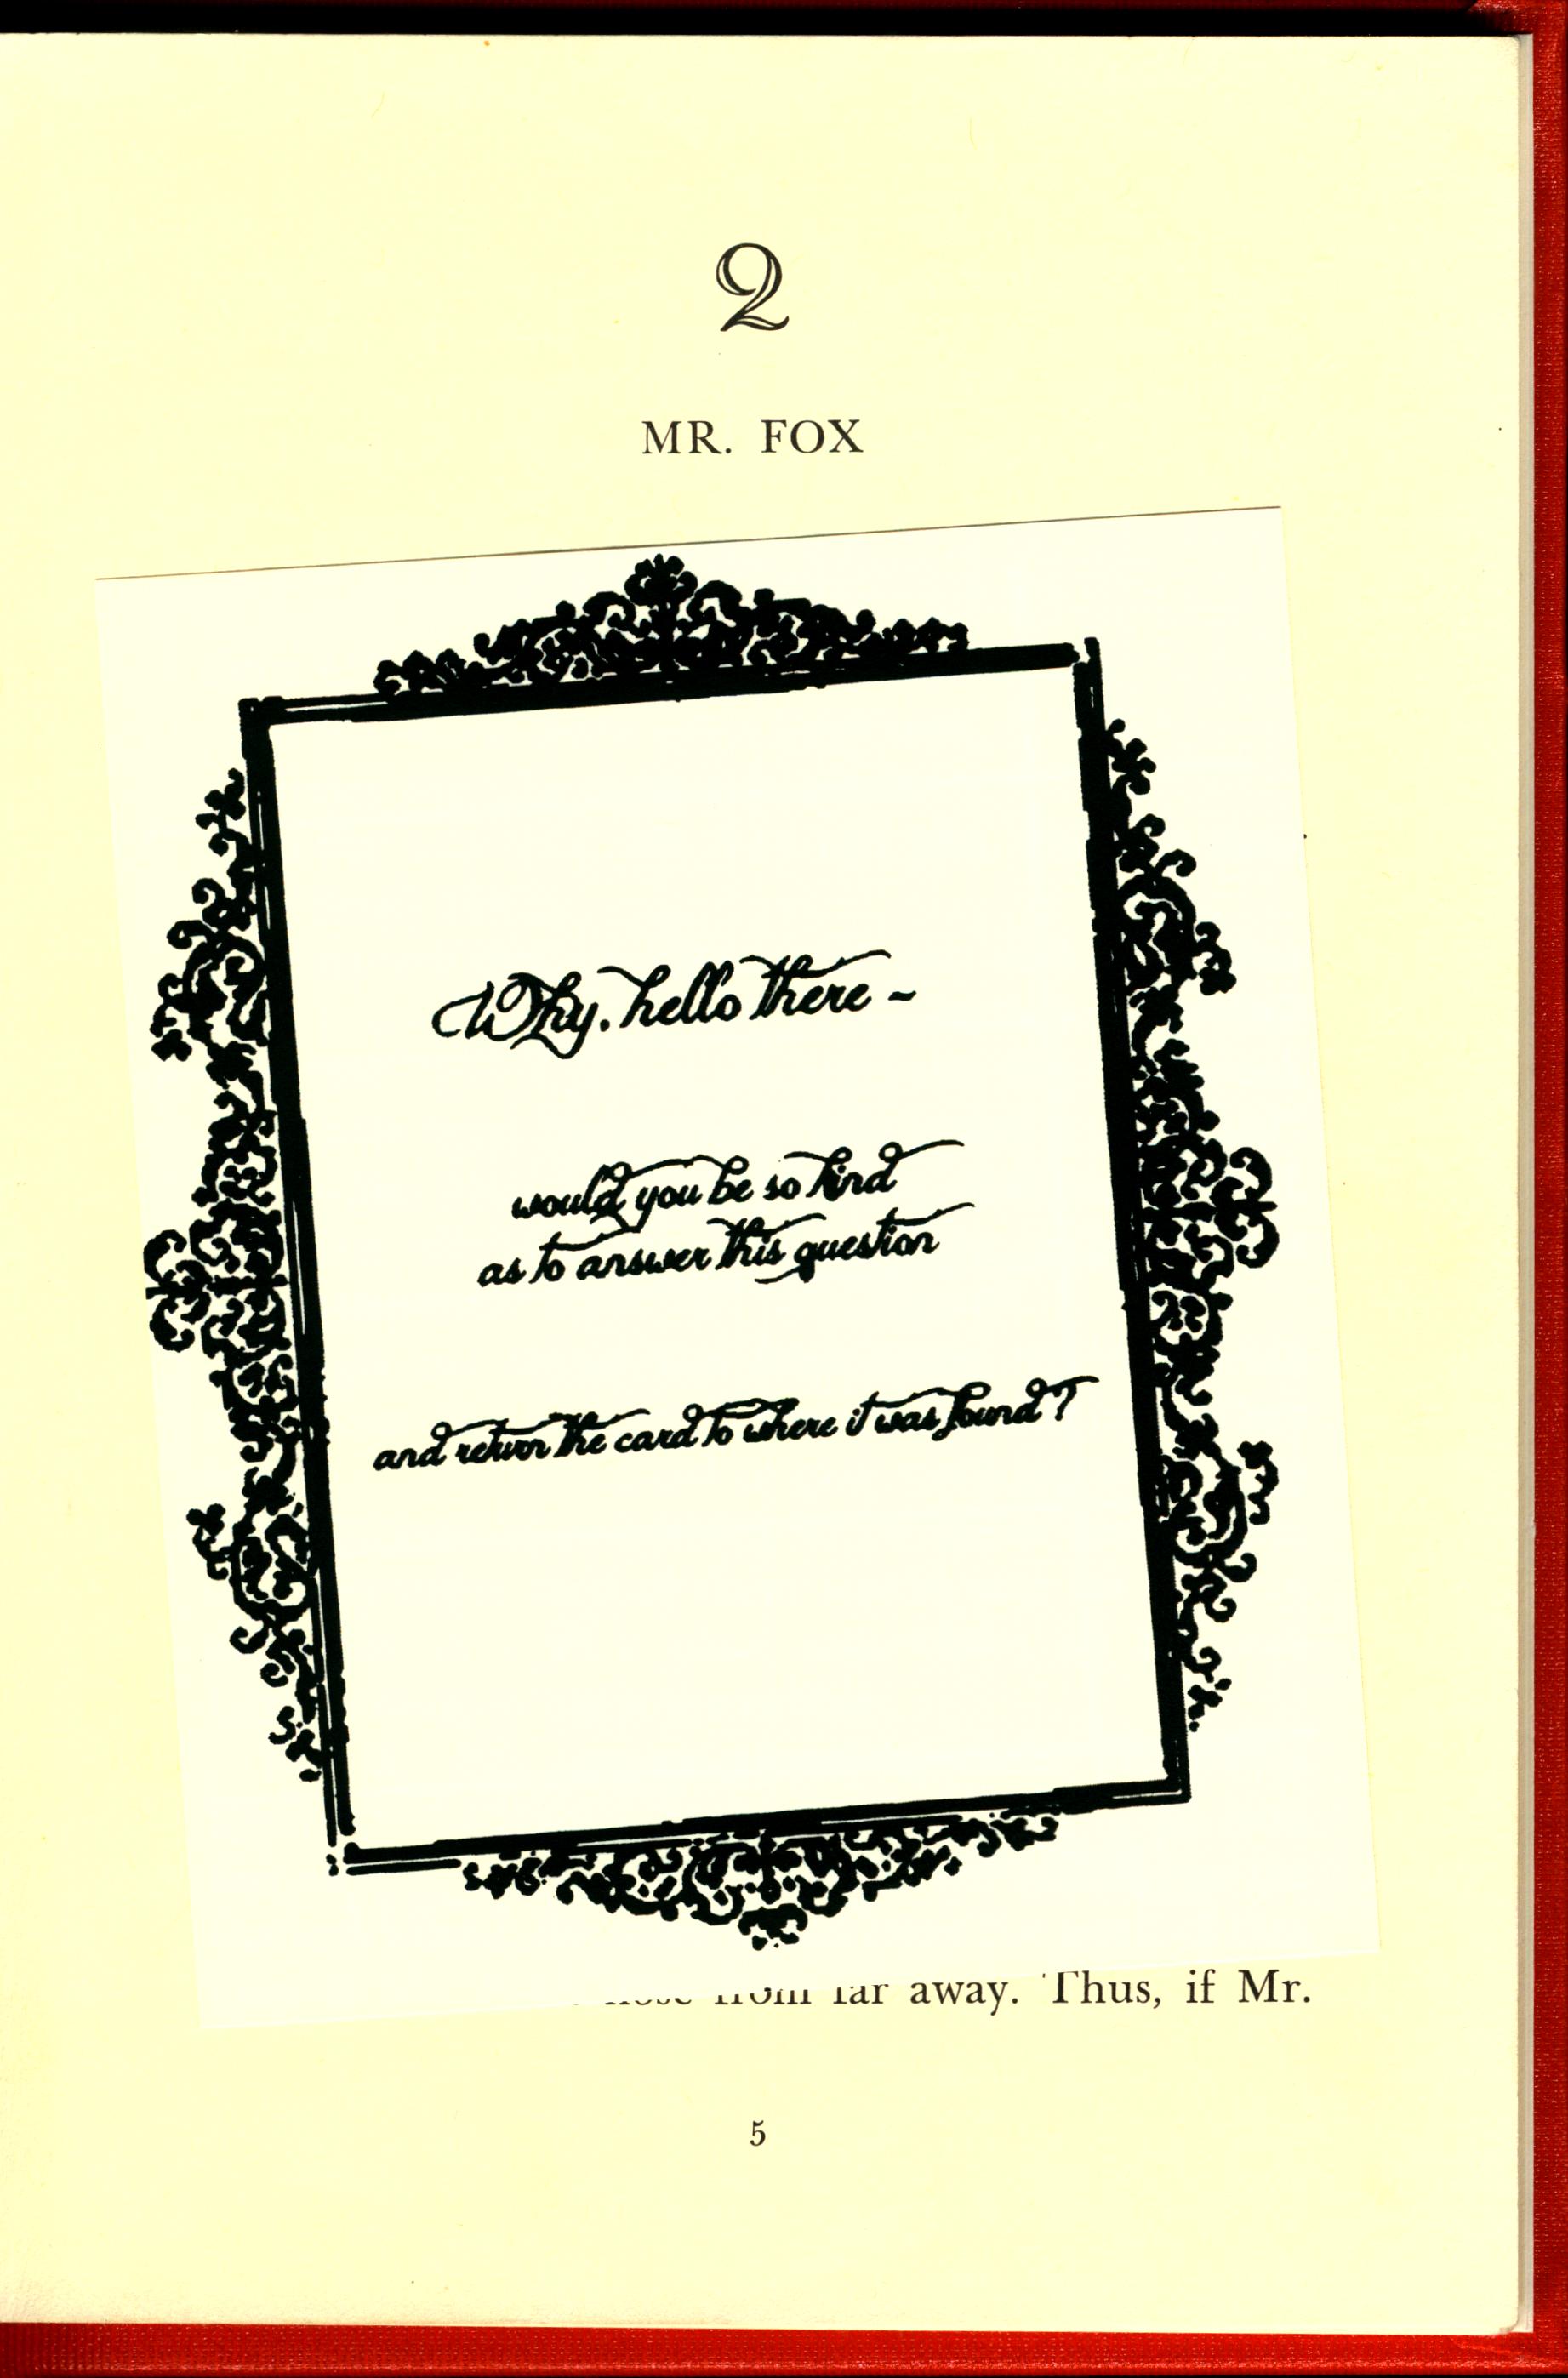 2
MR. FOX
Why, hello there ~
would you be so kind
as to answer this question
and return the card to where it was found?
from far away. Thus, if Mr.
5